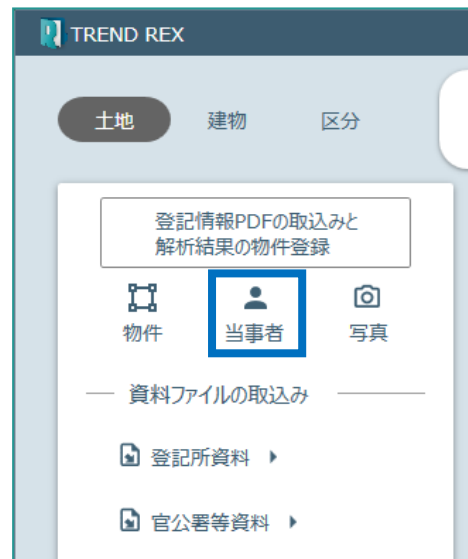 TREND REX
土地 建物 区分
登記情報PDFの取込みと
解析結果の物件登録
物件 当事者 写真
資料ファイルの取込み
登記所資料
官公署等資料